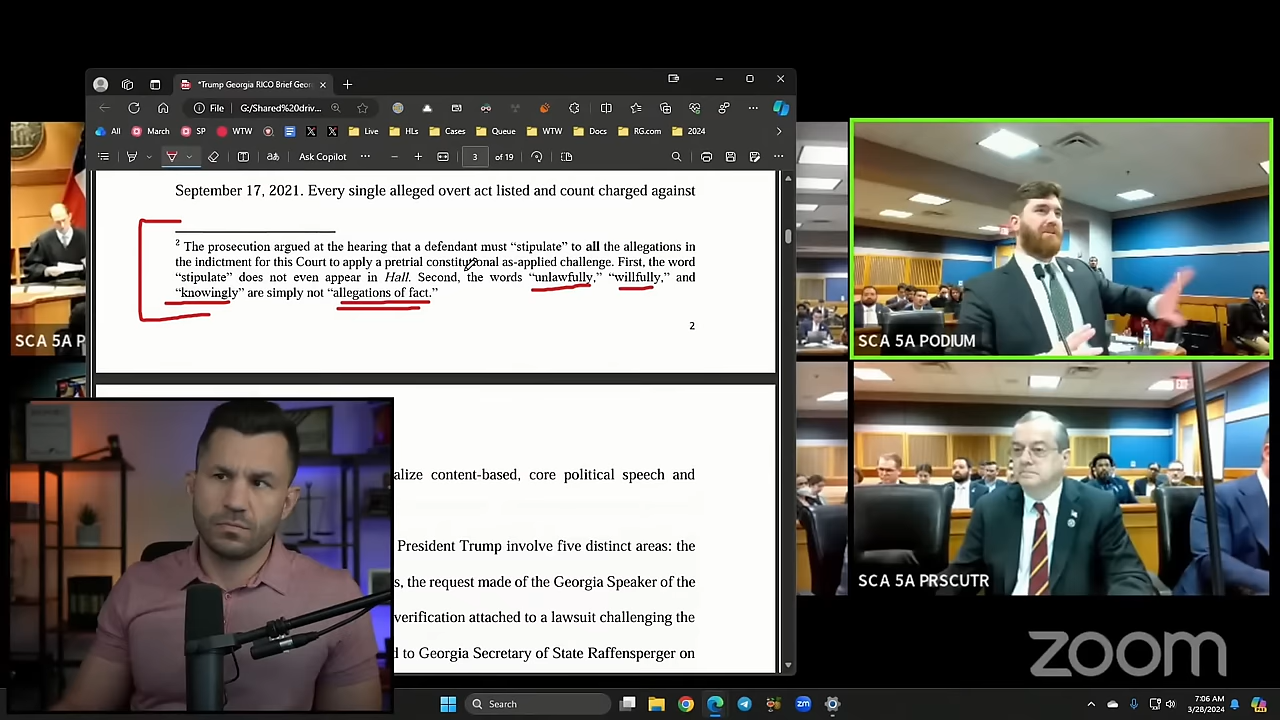 *Trump Georgia RICO Brief Geor
File G:/Shared%20driv...
All March SP WTW X X Live HLs Cases Queue WTW Docs RG.com 2024
Ask Copilot 3 of 19
September 17, 2021. Every single alleged overt act listed and count charged against
2 The prosecution argued at the hearing that a defendant must “stipulate” to all the allegations in
the indictment for this Court to apply a pretrial constitutional as-applied challenge. First, the word
“stipulate” does not even appear in Hall. Second, the words “unlawfully,” “willfully,” and
“knowingly” are simply not “allegations of fact.”
2
alize content-based, core political speech and
President Trump involve five distinct areas: the
s, the request made of the Georgia Speaker of the
verification attached to a lawsuit challenging the
d to Georgia Secretary of State Raffensperger on
SCA 5A P
SCA 5A PODIUM
SCA 5A PRSCUTR
zoom
Search
zm
7:06 AM
3/28/2024